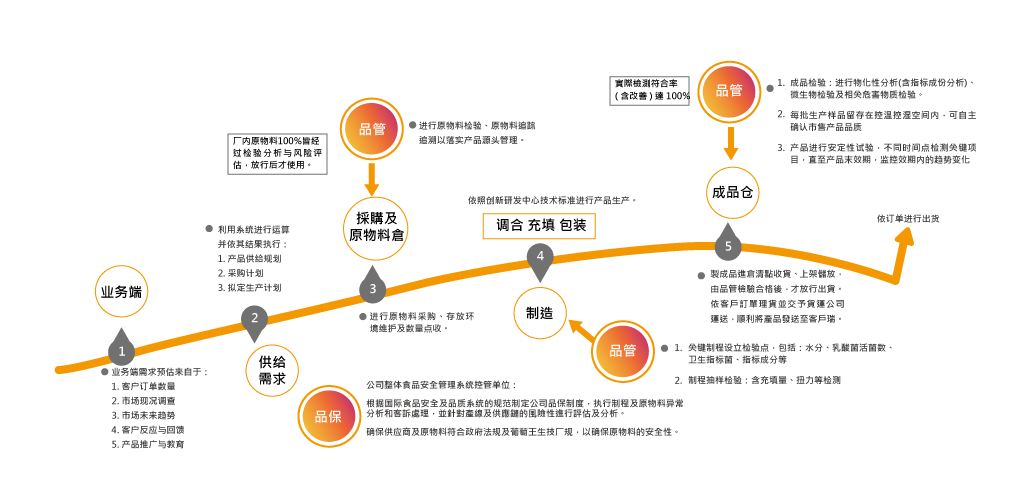 业务端
1
业务端需求预估来自于：
1. 客户订单数量
2. 市场现况调查
3. 市场未来趋势
4. 客户反应与回馈
5. 产品推广与教育
利用系统进行运算
并依其结果执行：
1. 产品供给规划
2. 采购计划
3. 拟定生产计划
2
供给
需求
厂内原物料100%皆经
过检验分析与风险评
估，放行后才使用。
品管
进行原物料检验、原物料追踪
追溯以落实产品源头管理。
採購及
原物料倉
3
进行原物料采购、存放环
境维护及数量点收。
品保
公司整体食品安全管理系统控管单位：
根据国际食品安全及品质系统的规范制定公司品保制度，执行制程及原物料异常
分析和客訴處理，並針對產線及供應鏈的風險性進行評估及分析。
确保供应商及原物料符合政府法规及葡萄王生技厂规，以确保原物料的安全性。
依照创新研发中心技术标准进行产品生产。
调合 充填 包装
4
制造
品管
1. 关键制程设立检验点，包括：水分、乳酸菌活菌数、
卫生指标菌、指标成分等
2. 制程抽样检验：含充填量、扭力等检测
實際檢測符合率
( 含改善 ) 達 100%
品管
1. 成品检验：进行物化性分析(含指标成份分析)、
微生物检验及相关危害物质检验。
2. 每批生产样品留存在控温控湿空间内，可自主
确认市售产品品质
3. 产品进行安定性试验，不同时间点检测关键项
目，直至产品末效期，监控效期内的趋势变化
成品仓
5
製成品進倉清點收貨、上架儲放，
由品管檢驗合格後，才放行出貨。
依客戶訂單理貨並交予貨運公司
運送，順利將產品發送至客戶端。
依订单进行出货